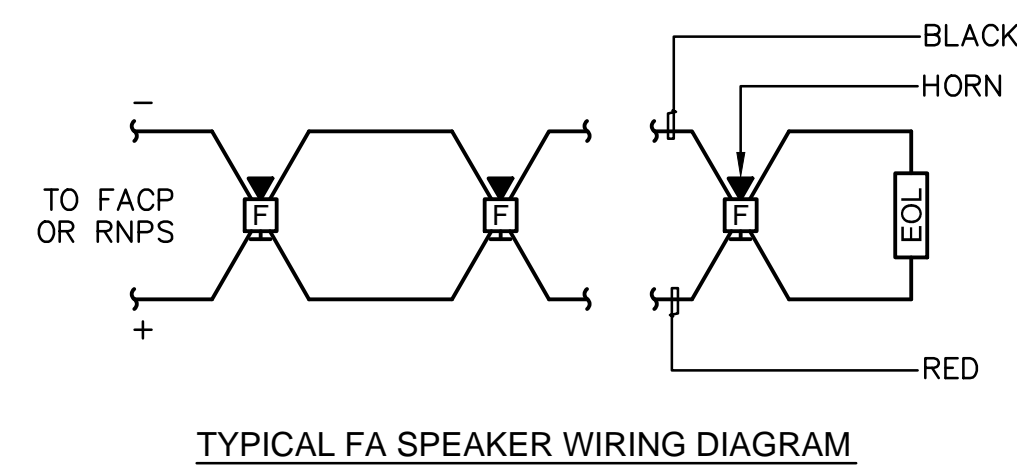 BLACK
HORN
−
TO FACP
OR RNPS
F
F
F
EOL
+
RED
TYPICAL FA SPEAKER WIRING DIAGRAM